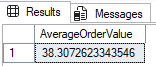 Results Messages
AverageOrderValue
1 38.3072623343546